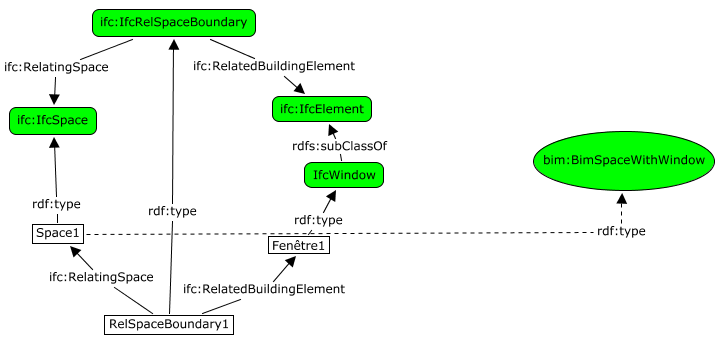 ifc:IfcRelSpaceBoundary
ifc:RelatingSpace
ifc:RelatedBuildingElement
ifc:IfcSpace
ifc:IfcElement
rdfs:subClassOf
bim:BimSpaceWithWindow
IfcWindow
rdf:type
rdf:type
rdf:type
Space1
rdf:type
Fenêtre1
ifc:RelatingSpace
ifc:RelatedBuildingElement
RelSpaceBoundary1